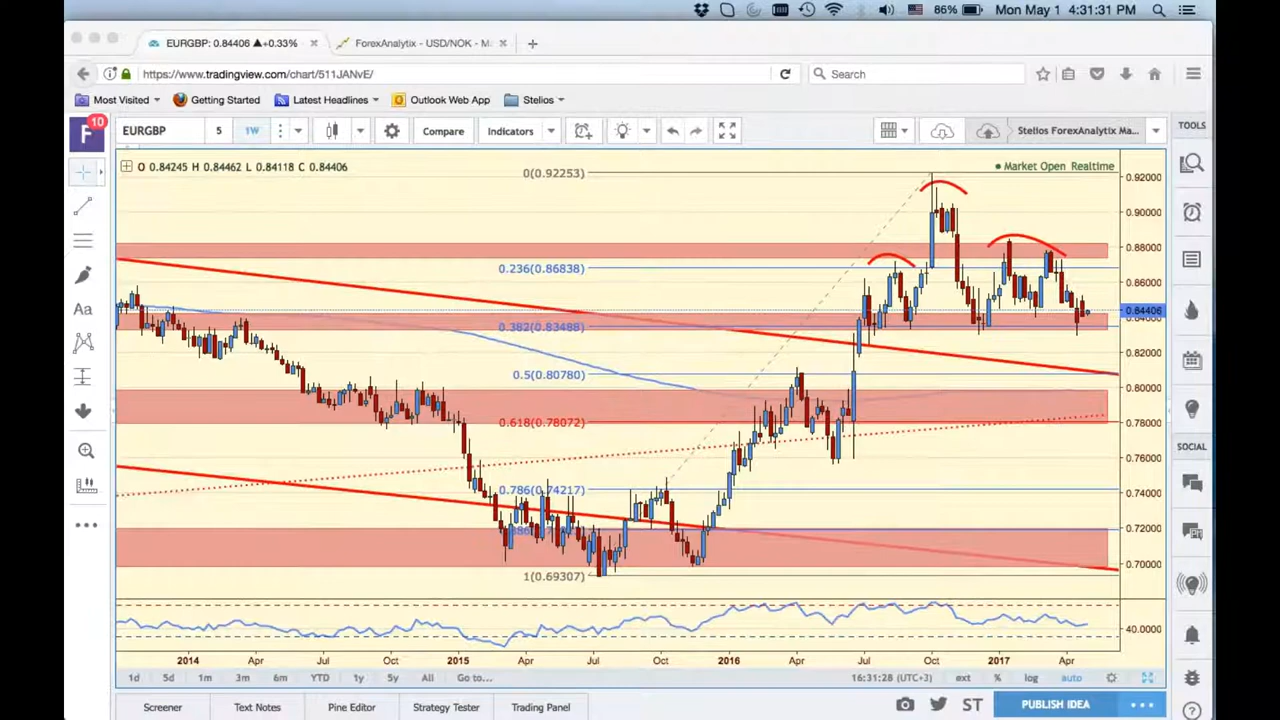 86% Mon May 1 4:31:31 PM
EURGBP: 0.84406 ▲+0.33% × ForexAnalytix - USD/NOK - M: × +
https://www.tradingview.com/chart/511JANvE/ Search
Most Visited Getting Started Latest Headlines Outlook Web App Stelios
F 10
EURGBP 5 1W Compare Indicators Stelios ForexAnalytix Ma... TOOLS
O 0.84245 H 0.84462 L 0.84118 C 0.84406
Market Open Realtime
0(0.92253)
0.236(0.86838)
0.382(0.83488)
0.5(0.80780)
0.618(0.78072)
0.786(0.74217)
1(0.69307)
0.92000
0.90000
0.88000
0.86000
0.84406
0.82000
0.80000
0.78000
0.76000
0.74000
0.72000
0.70000
40.0000
Aa
SOCIAL
2014 Apr Jul Oct 2015 Apr Jul Oct 2016 Apr Jul Oct 2017 Apr
1d 5d 1m 3m 6m YTD 1y 5y All Go to... 16:31:28 (UTC+3) ext % log auto
Screener Text Notes Pine Editor Strategy Tester Trading Panel ST PUBLISH IDEA